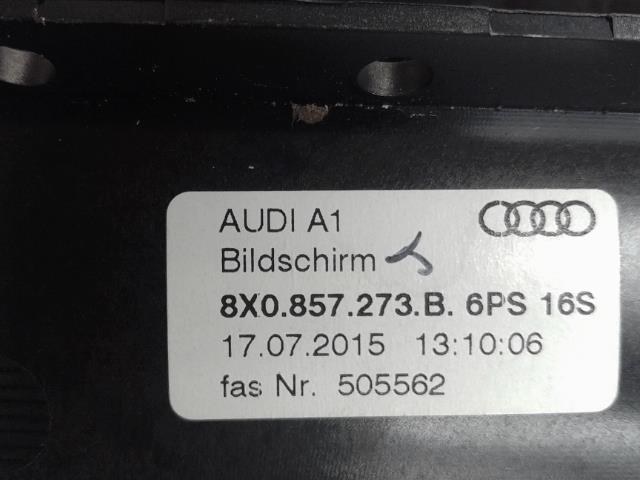 AUDI A1
Bildschirm
8X0.857.273.B. 6PS 16S
17.07.2015 13:10:06
fas Nr. 505562